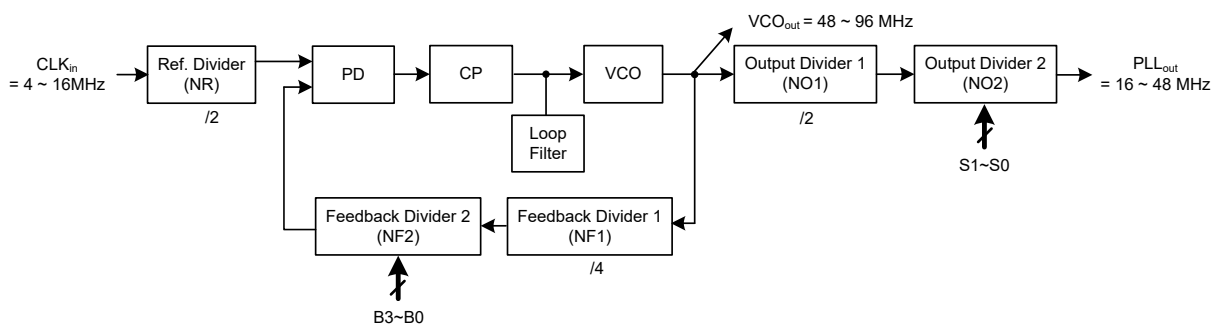 CLKin
= 4 ~ 16MHz
Ref. Divider
(NR)
/2
PD
CP
Loop
Filter
VCO
VCOout = 48 ~ 96 MHz
Output Divider 1
(NO1)
/2
Output Divider 2
(NO2)
S1~S0
PLLout
= 16 ~ 48 MHz
Feedback Divider 2
(NF2)
B3~B0
Feedback Divider 1
(NF1)
/4